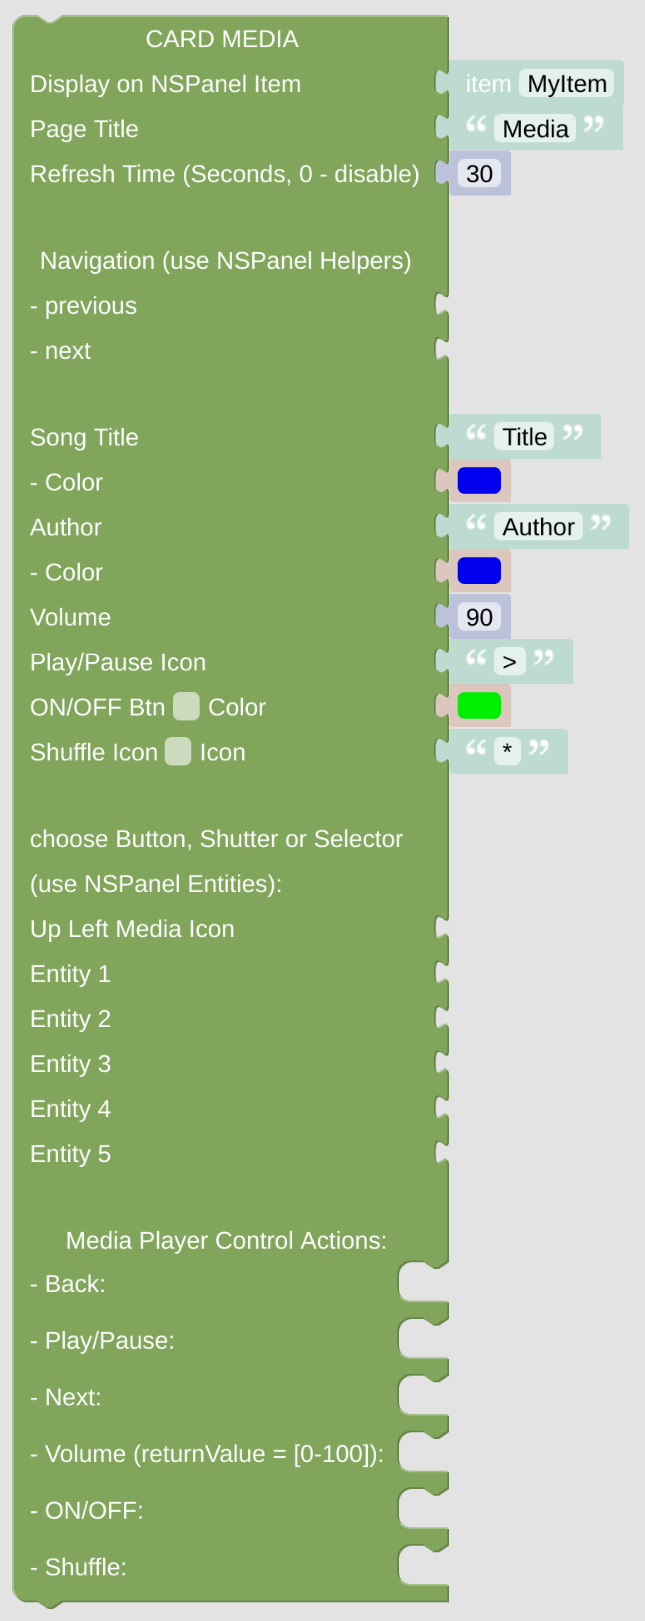 CARD MEDIA
Display on NSPanel Item item MyItem
Page Title “ Media ”
Refresh Time (Seconds, 0 - disable) 30
Navigation (use NSPanel Helpers)
- previous
- next
Song Title “ Title ”
- Color
Author “ Author ”
- Color
Volume 90
Play/Pause Icon “ > ”
ON/OFF Btn Color
Shuffle Icon Icon “ * ”
choose Button, Shutter or Selector
(use NSPanel Entities):
Up Left Media Icon
Entity 1
Entity 2
Entity 3
Entity 4
Entity 5
Media Player Control Actions:
- Back:
- Play/Pause:
- Next:
- Volume (returnValue = [0-100]):
- ON/OFF:
- Shuffle: